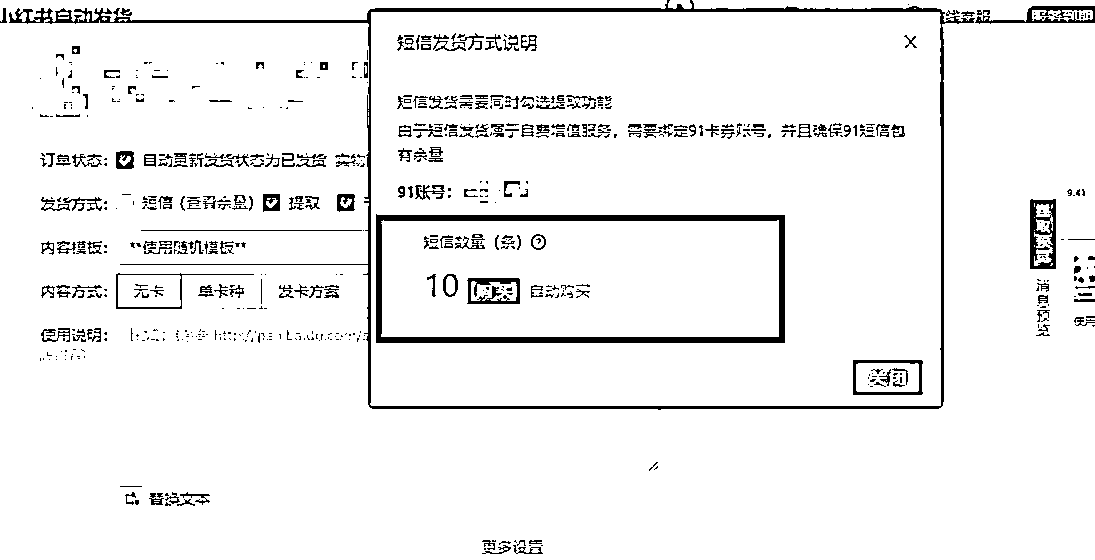 小红书自动发货
短信发货方式说明
短信发货需要同时勾选提取功能
由于短信发货属于自费增值服务，需要绑定91卡券账号，并且确保91短信包
有余量
订单状态： 自动更新发货状态为已发货 实物
91账号：
发货方式： 短信（查看余量） 提取
内容模板： **使用随机模板**
短信数量（条）
内容方式： 无卡 单卡种 发卡方案
10 购买 自动购买
使用说明：
关闭
替换文本
更多设置
9:41
消息预览
使用